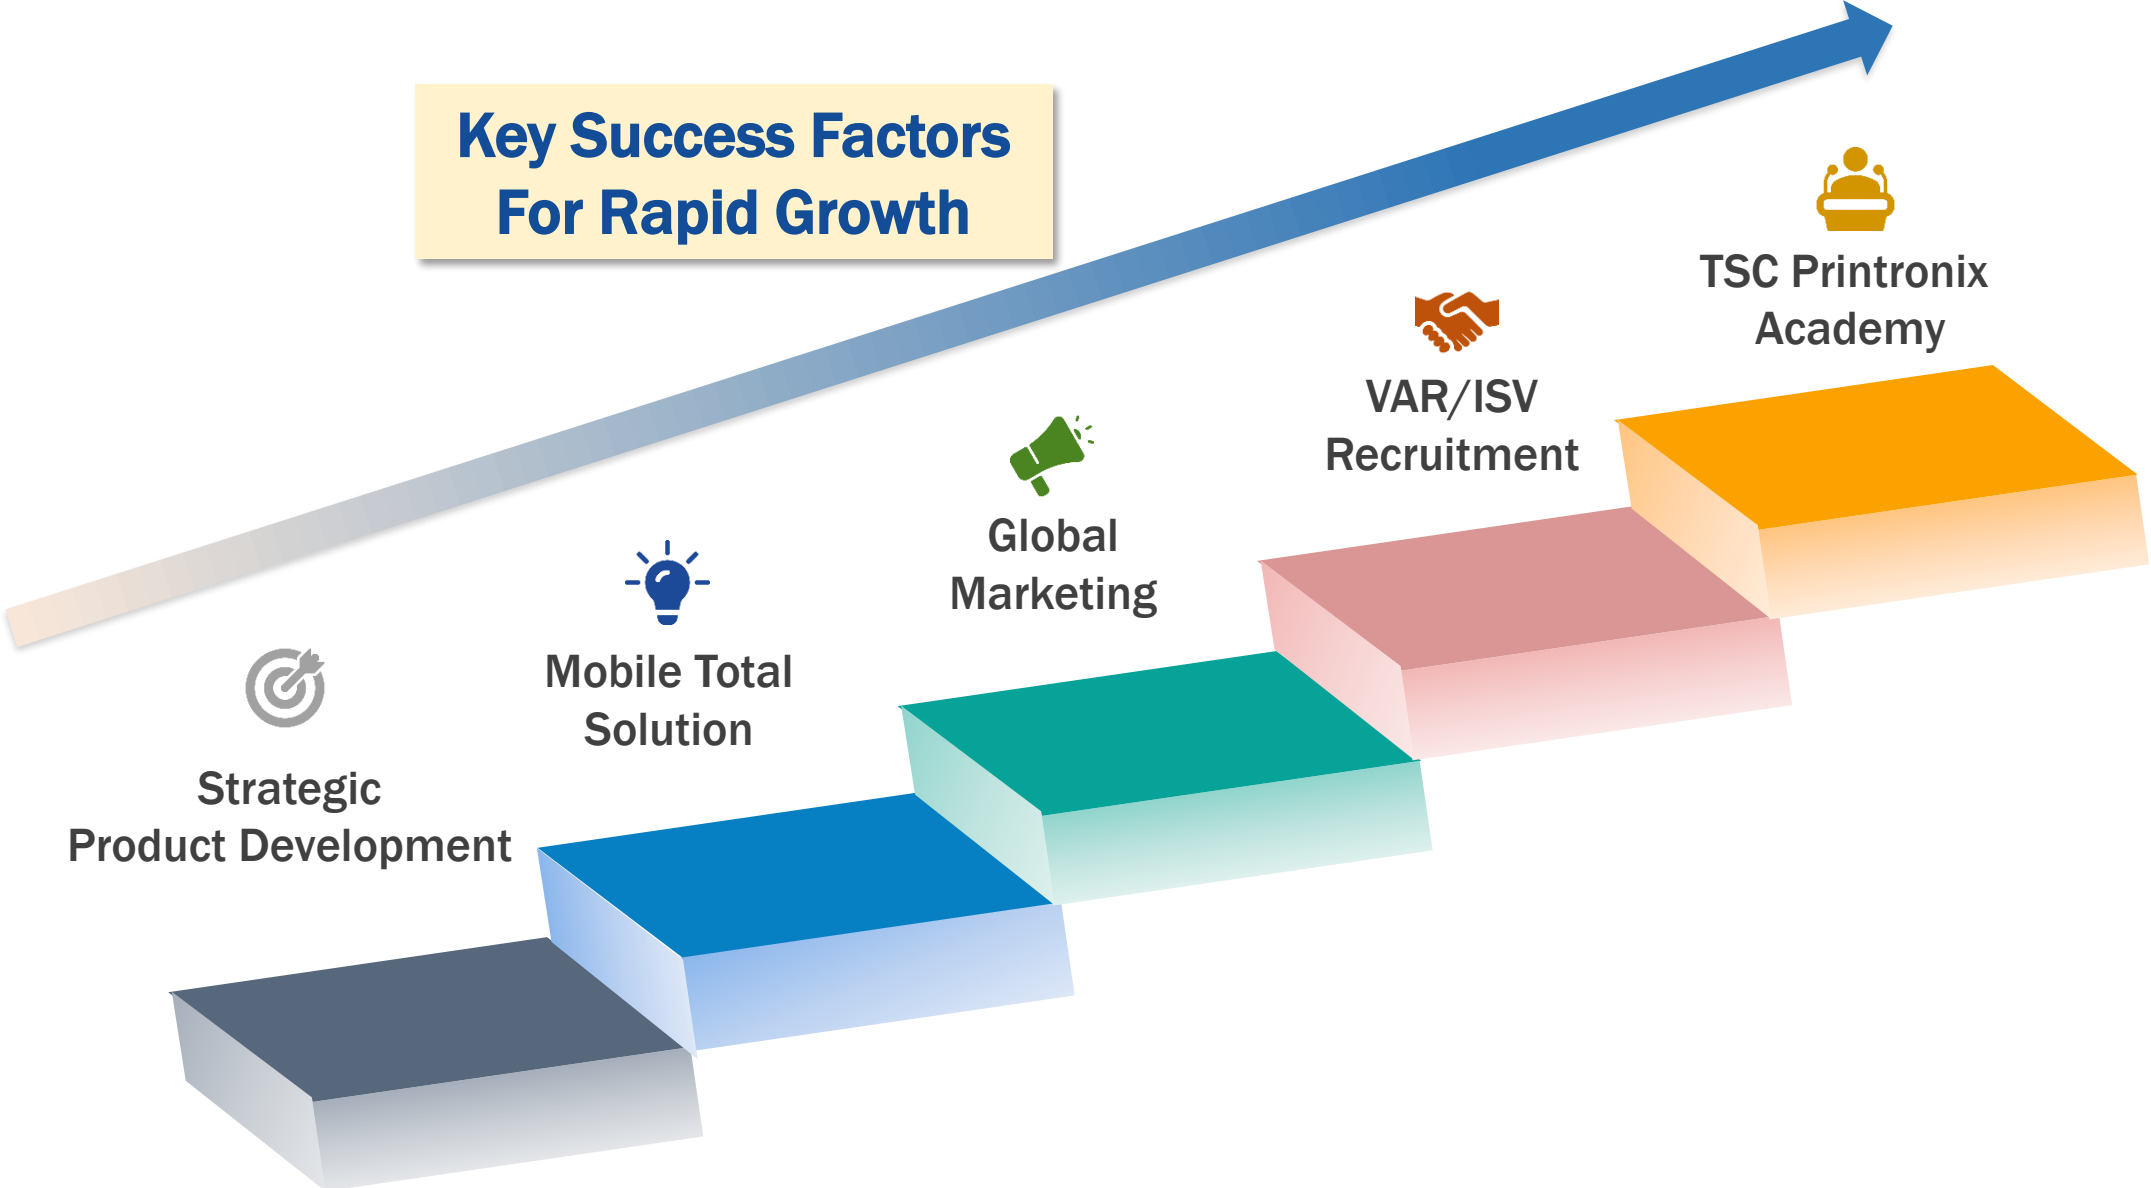 Key Success Factors
For Rapid Growth
TSC Printronix
Academy
VAR/ISV
Recruitment
Global
Marketing
Mobile Total
Solution
Strategic
Product Development